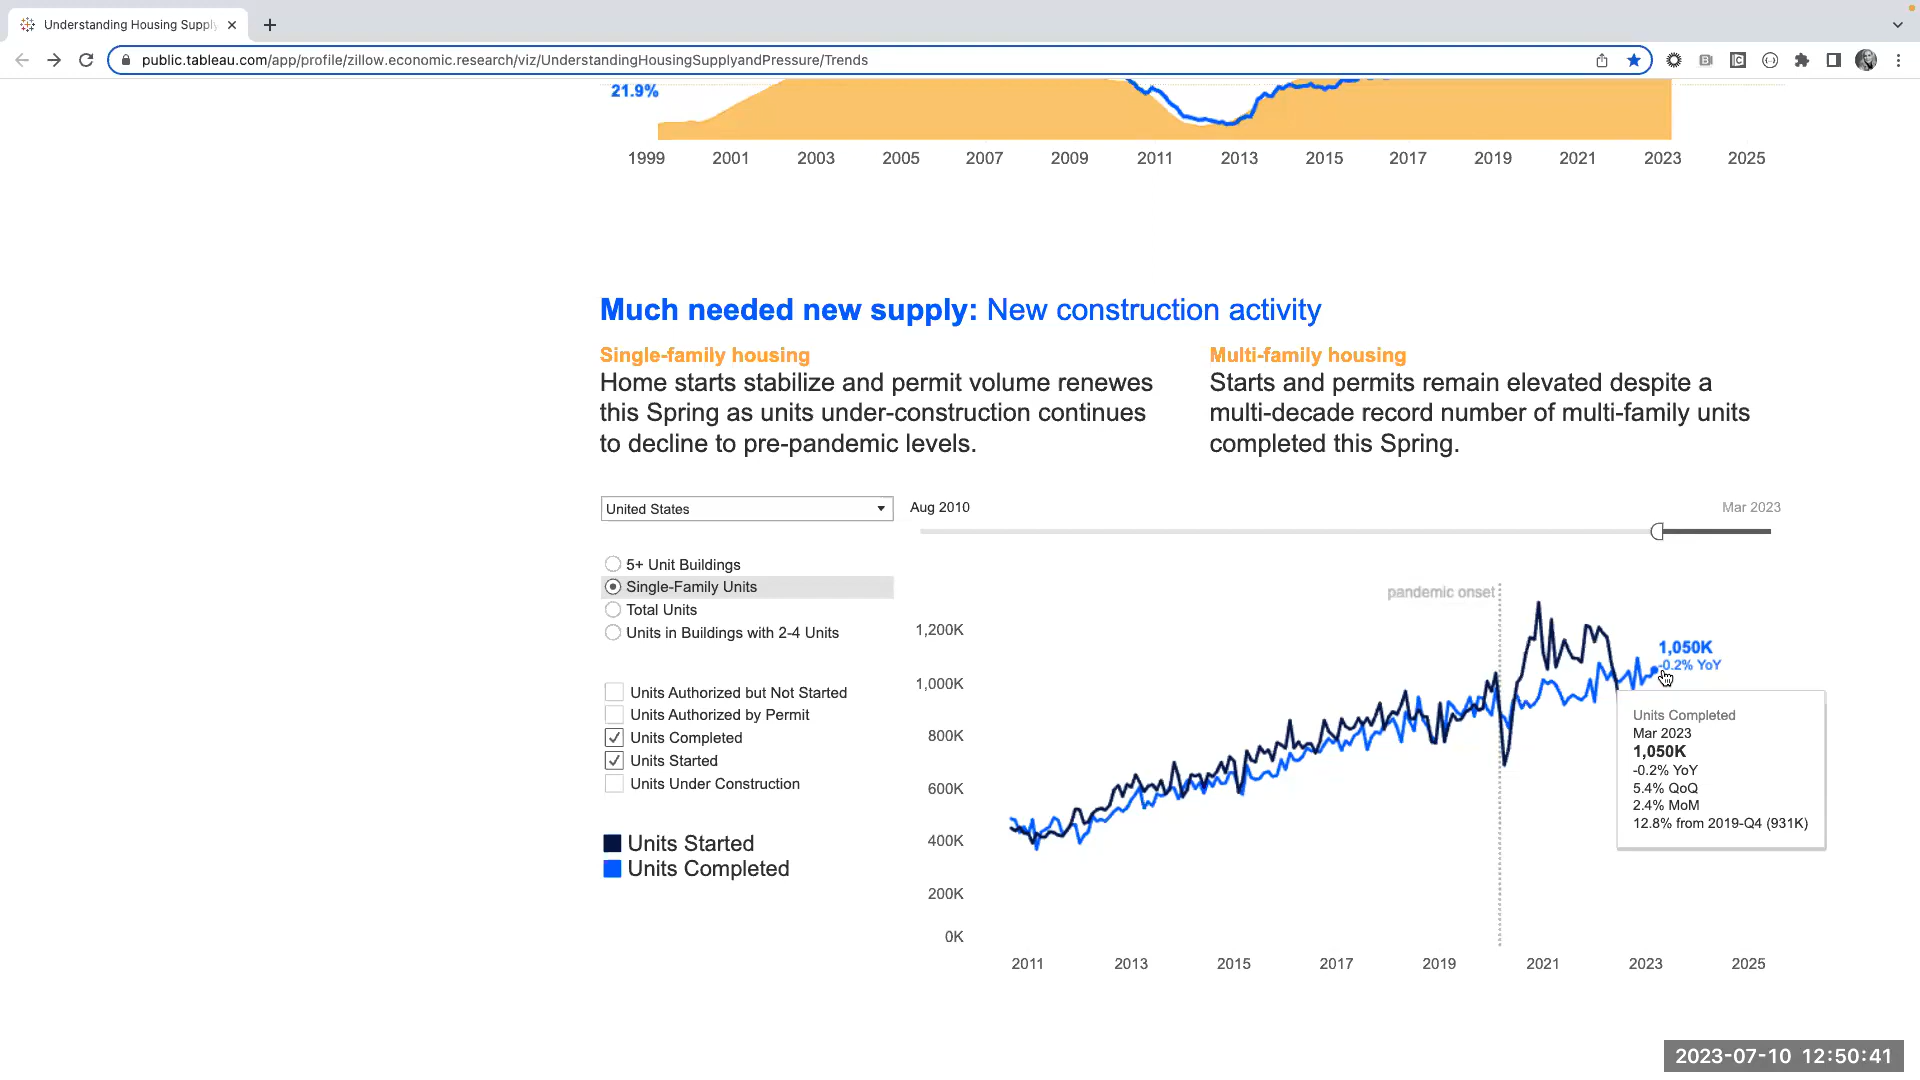 Understanding Housing Supply
public.tableau.com/app/profile/zillow.economic.research/viz/UnderstandingHousingSupplyandPressure/Trends
21.9%
1999 2001 2003 2005 2007 2009 2011 2013 2015 2017 2019 2021 2023 2025
Much needed new supply: New construction activity
Single-family housing
Home starts stabilize and permit volume renewes
this Spring as units under-construction continues
to decline to pre-pandemic levels.
Multi-family housing
Starts and permits remain elevated despite a
multi-decade record number of multi-family units
completed this Spring.
United States
Aug 2010
Mar 2023
5+ Unit Buildings
Single-Family Units
Total Units
Units in Buildings with 2-4 Units
Units Authorized but Not Started
Units Authorized by Permit
Units Completed
Units Started
Units Under Construction
Units Started
Units Completed
pandemic onset
1,200K
1,000K
800K
600K
400K
200K
0K
1,050K
-0.2% YoY
Units Completed
Mar 2023
1,050K
-0.2% YoY
5.4% QoQ
2.4% MoM
12.8% from 2019-Q4 (931K)
2011 2013 2015 2017 2019 2021 2023 2025
2023-07-10 12:50:41